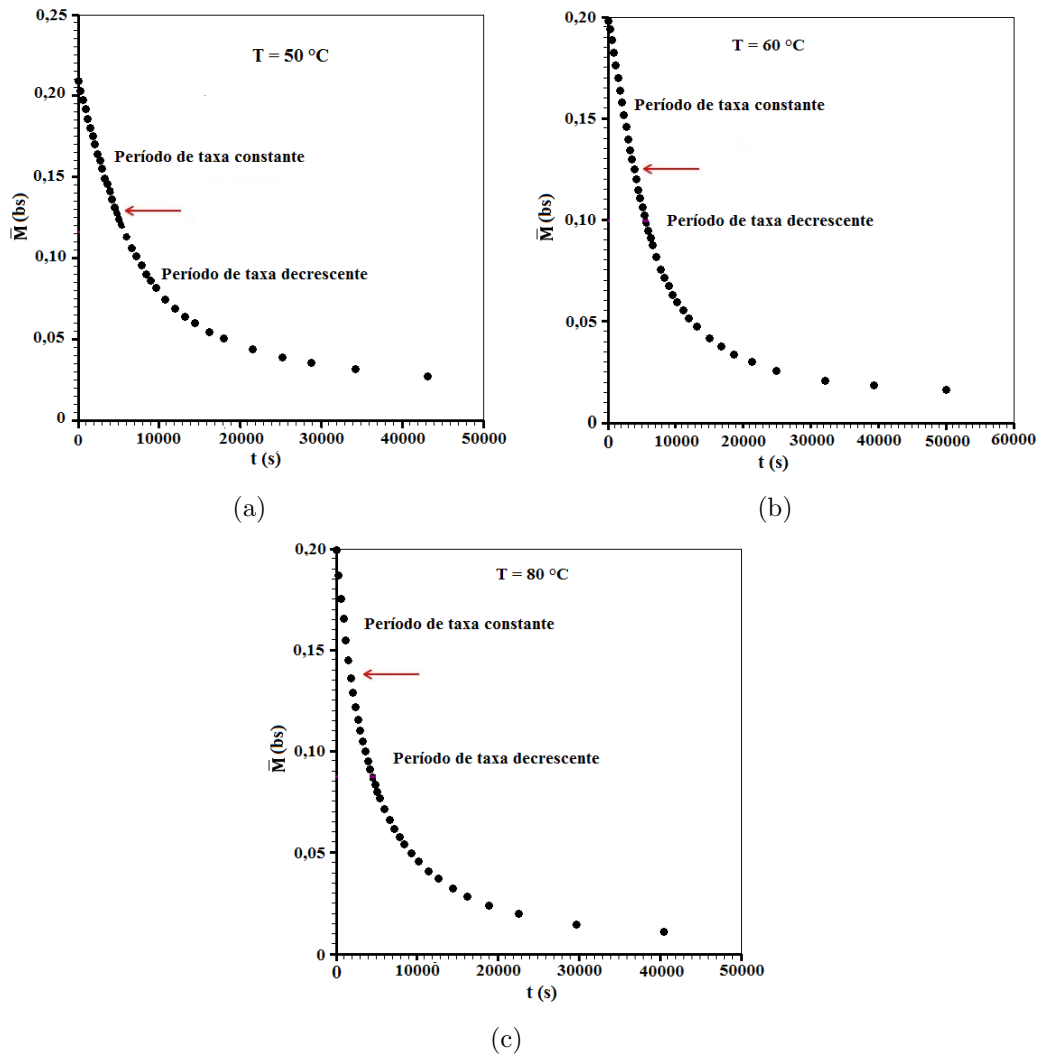 0,25
0,20
0,15
0,10
0,05
0
T = 50 °C
Período de taxa constante
Período de taxa decrescente
M̅ (bs)
0 10000 20000 30000 40000 50000
t (s)
(a)
0,20
0,15
0,10
0,05
0
T = 60 °C
Período de taxa constante
Período de taxa decrescente
M̅ (bs)
0 10000 20000 30000 40000 50000 60000
t (s)
(b)
0,20
0,15
0,10
0,05
0
T = 80 °C
Período de taxa constante
Período de taxa decrescente
M̅ (bs)
0 10000 20000 30000 40000 50000
t (s)
(c)